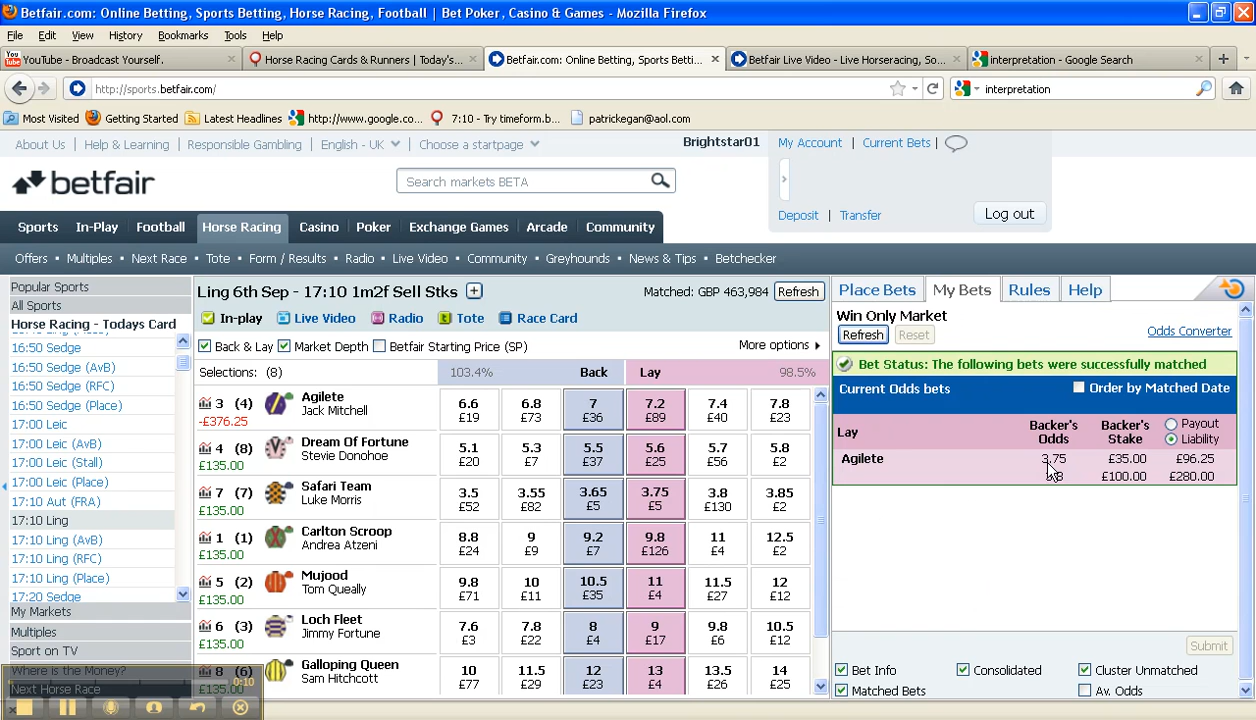 Betfair.com: Online Betting, Sports Betting, Horse Racing, Football | Bet Poker, Casino & Games - Mozilla Firefox
File Edit View History Bookmarks Tools Help
YouTube - Broadcast Yourself. Horse Racing Cards & Runners | Today's... Betfair.com: Online Betting, Sports Betti... Betfair Live Video - Live Horseracing, So... interpretation - Google Search
http://sports.betfair.com/ interpretation
Most Visited Getting Started Latest Headlines http://www.google.co... 7:10 - Try timeform.b... patrickegan@aol.com
About Us Help & Learning Responsible Gambling English - UK Choose a startpage Brightstar01 My Account Current Bets
betfair Search markets BETA
Deposit Transfer Log out
Sports In-Play Football Horse Racing Casino Poker Exchange Games Arcade Community
Offers Multiples Next Race Tote Form / Results Radio Live Video Community Greyhounds News & Tips Betchecker
Popular Sports
All Sports
Horse Racing - Todays Card
16:50 Sedge
16:50 Sedge (AvB)
16:50 Sedge (RFC)
16:50 Sedge (Place)
17:00 Leic
17:00 Leic (AvB)
17:00 Leic (Stall)
17:00 Leic (Place)
17:10 Aut (FRA)
17:10 Ling
17:10 Ling (AvB)
17:10 Ling (RFC)
17:10 Ling (Place)
17:20 Sedge
My Markets
Multiples
Sport on TV
Where is the Money?
Next Horse Race
0:10
Ling 6th Sep - 17:10 1m2f Sell Stks Matched: GBP 463,984 Refresh
In-play Live Video Radio Tote Race Card
Back & Lay Market Depth Betfair Starting Price (SP) More options
Selections: (8) 103.4% Back Lay 98.5%
3 (4) Agilete 6.6 6.8 7 7.2 7.4 7.8
-£376.25 Jack Mitchell £19 £73 £36 £89 £40 £23
4 (8) Dream Of Fortune 5.1 5.3 5.5 5.6 5.7 5.8
£135.00 Stevie Donohoe £20 £7 £37 £25 £56 £2
7 (7) Safari Team 3.5 3.55 3.65 3.75 3.8 3.85
£135.00 Luke Morris £52 £82 £5 £5 £130 £2
1 (1) Carlton Scroop 8.8 9 9.2 9.8 11 12.5
£135.00 Andrea Atzeni £24 £9 £7 £126 £4 £2
5 (2) Mujood 9.8 10 10.5 11 11.5 12
£135.00 Tom Queally £71 £11 £35 £4 £27 £12
6 (3) Loch Fleet 7.6 7.8 8 9 9.8 10.5
£135.00 Jimmy Fortune £3 £22 £4 £17 £6 £12
8 (6) Galloping Queen 10 11.5 12 13 13.5 14
£135.00 Sam Hitchcott £77 £29 £23 £4 £26 £25
Place Bets My Bets Rules Help
Win Only Market
Refresh Reset Odds Converter
Bet Status: The following bets were successfully matched
Current Odds bets Order by Matched Date
Lay Backer's Odds Backer's Stake Payout Liability
Agilete 3.75 £35.00 £96.25
£100.00 £280.00
Submit
Bet Info Consolidated Cluster Unmatched
Matched Bets Av. Odds